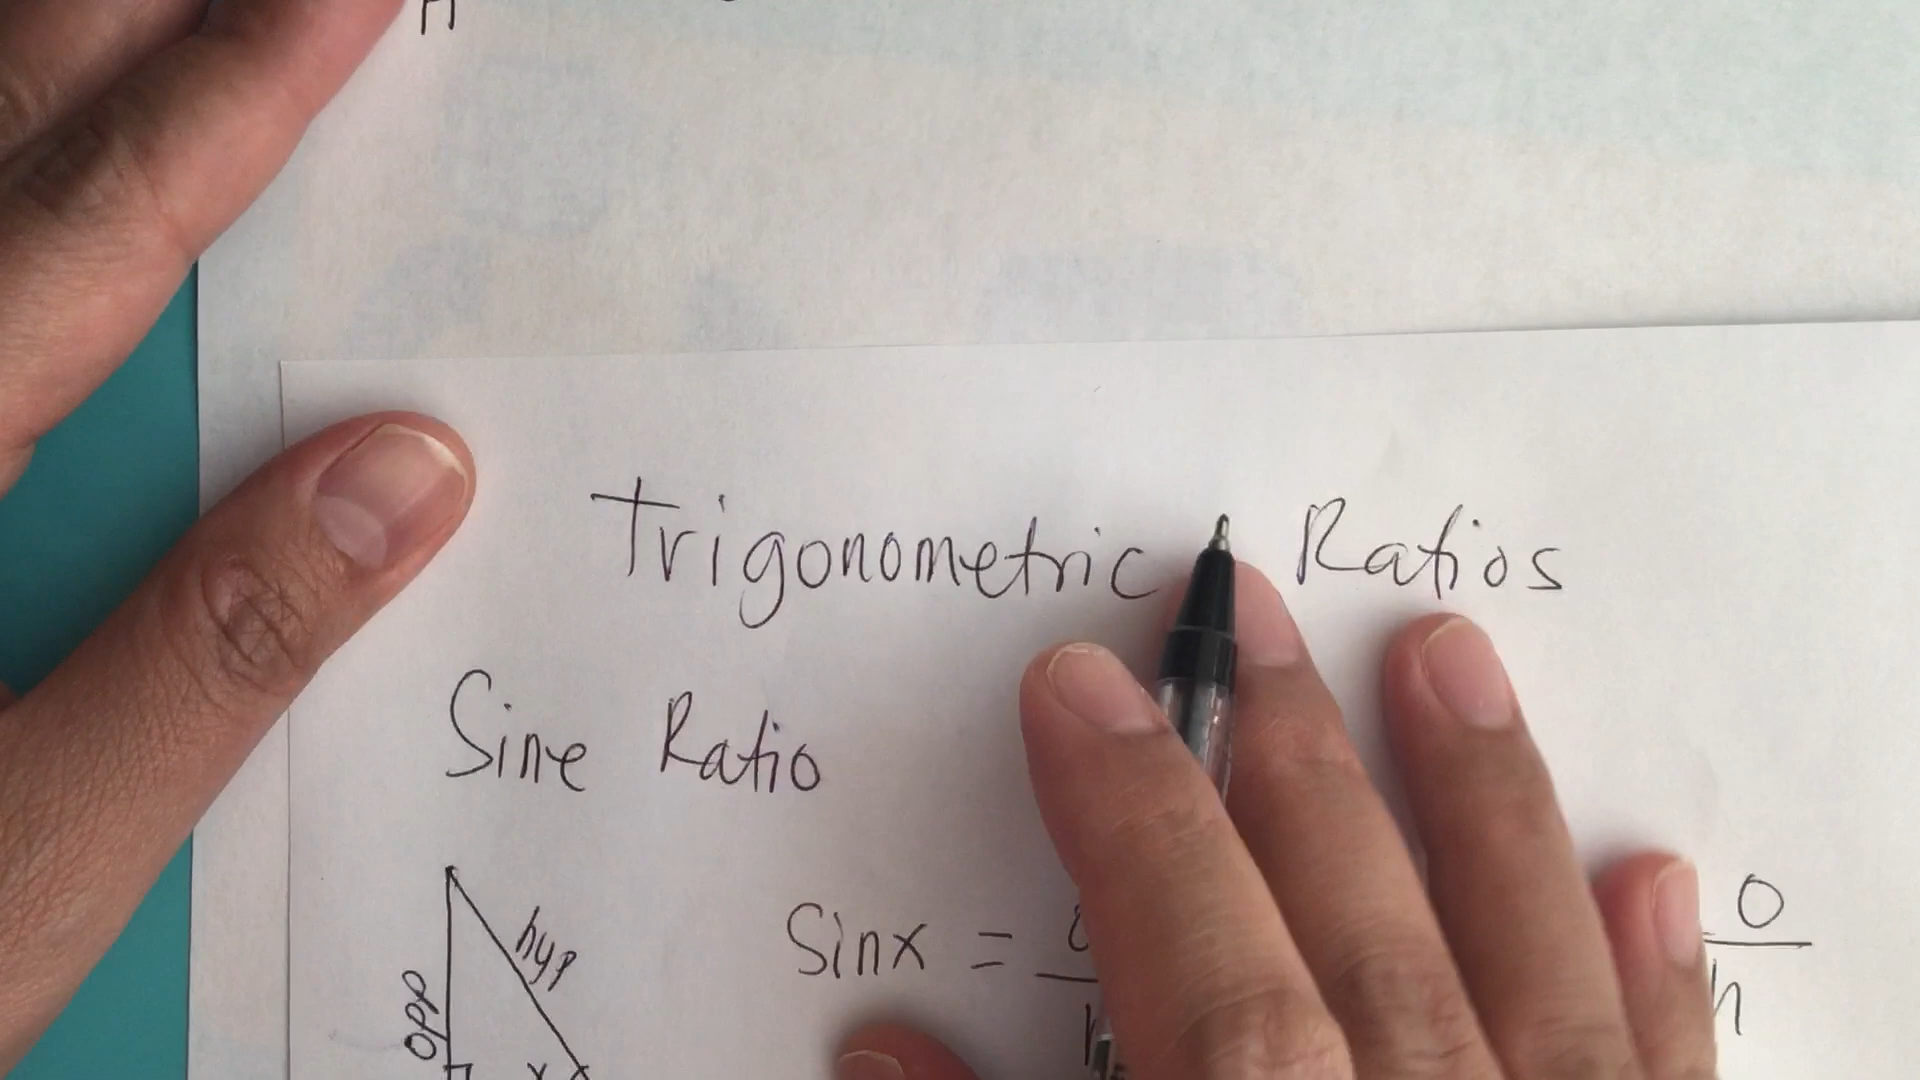 Trigonometric Ratios
Sine Ratio
hyp
opp
x
Sinx =
o
h